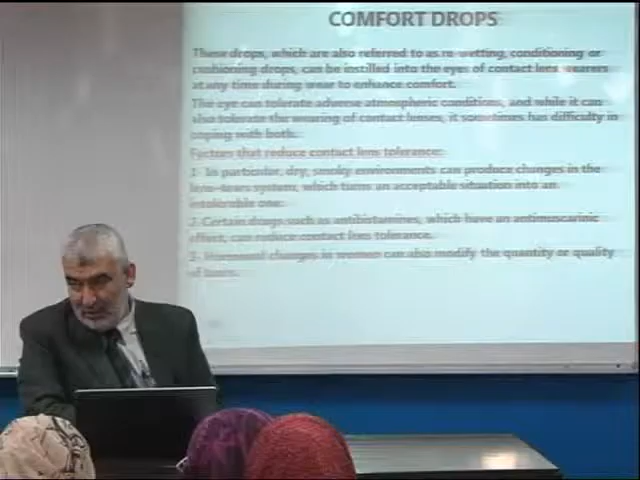 COMFORT DROPS
These drops, which are also referred to as re-wetting, conditioning or
cushioning drops, can be instilled into the eyes of contact lens wearers
at any time during wear to enhance comfort.
The eye can tolerate adverse atmospheric conditions, and while it can
also tolerate the wearing of contact lenses, it sometimes has difficulty in
coping with both.
Factors that reduce contact lens tolerance:
1- In particular, dry, smoky environments can produce changes in the
lens-tears system, which turns an acceptable situation into an
intolerable one.
2- Certain drugs such as antihistamines, which have an antimuscarinic
effect, can reduce contact lens tolerance.
3- Hormonal changes in women can also modify the quantity or quality
of tears.